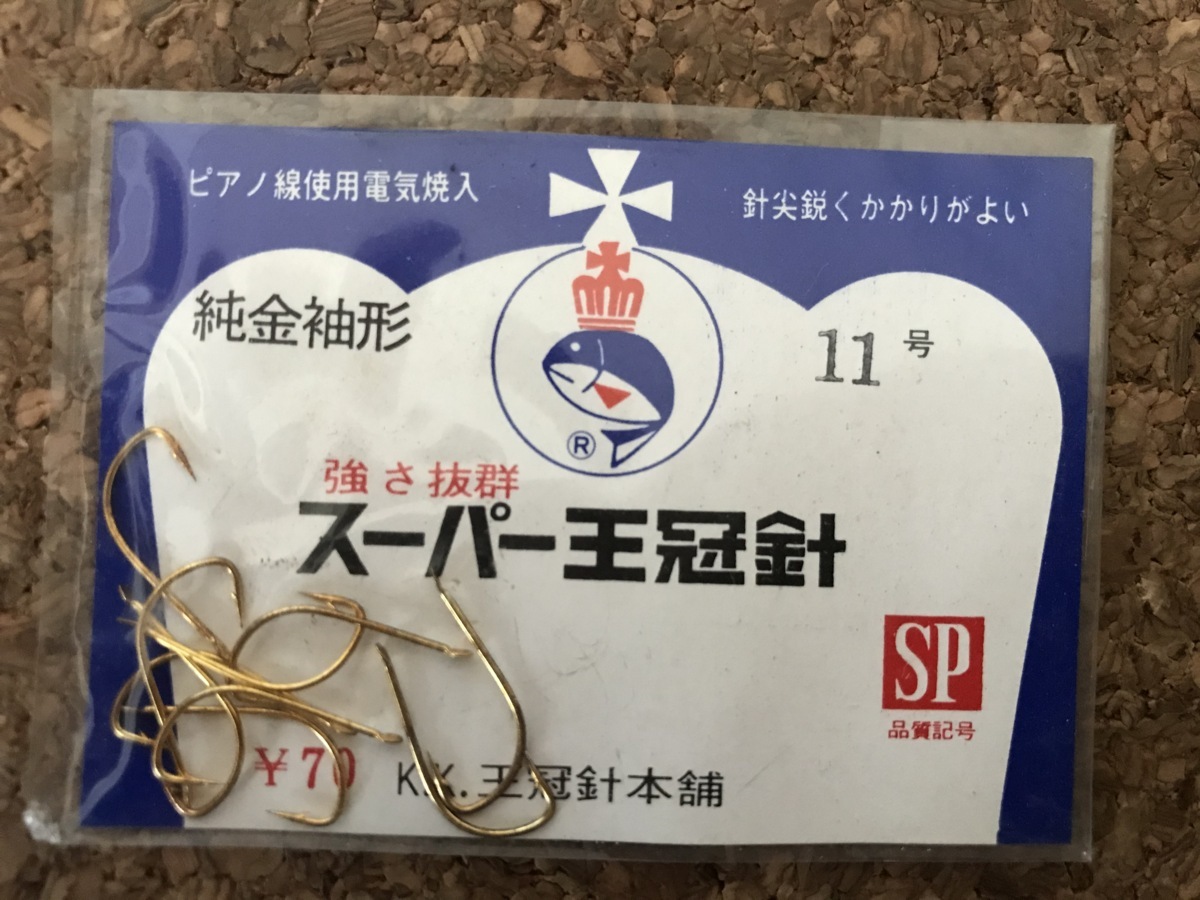 ピアノ線使用電気焼入
針尖鋭くかかりがよい
純金袖形
11号
®
強さ抜群
スーパー王冠針
SP
品質記号
¥70
K.K.王冠針本舗